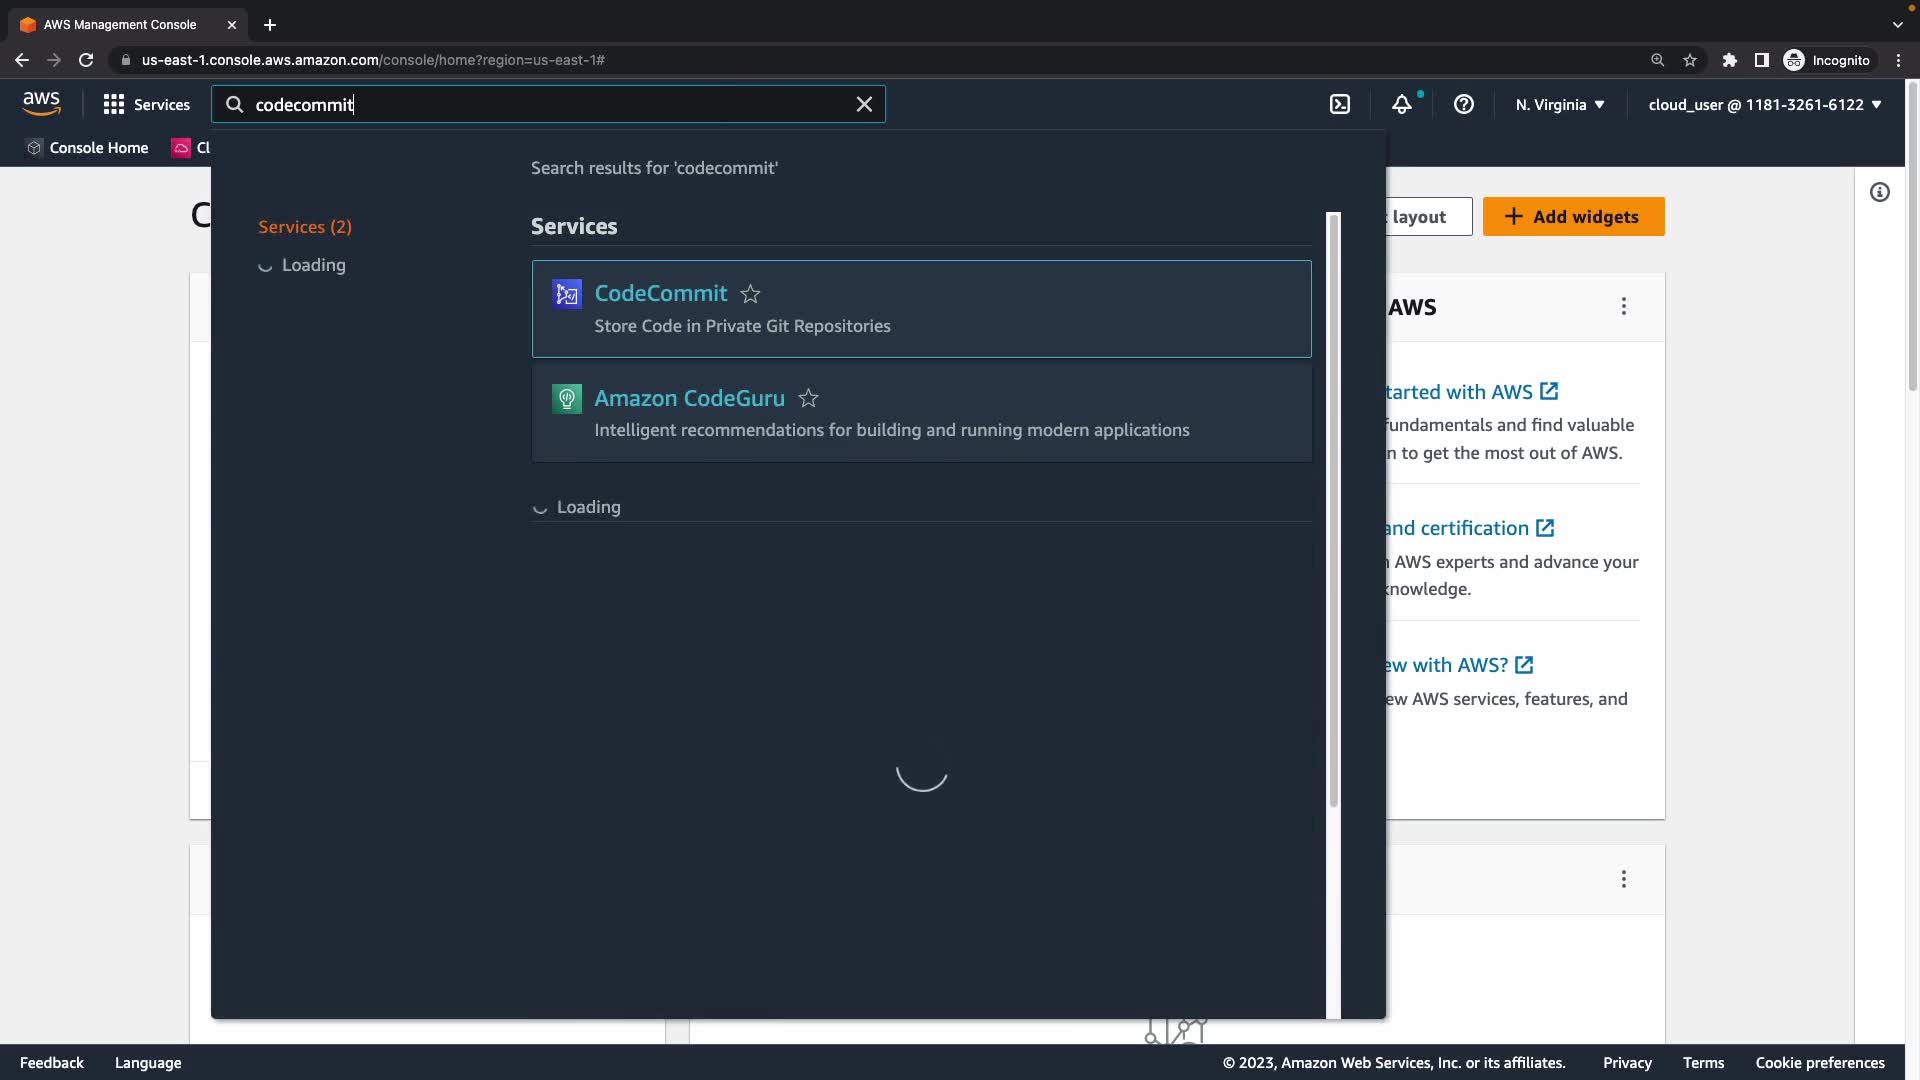 AWS Management Console
us-east-1.console.aws.amazon.com/console/home?region=us-east-1#
Incognito
aws
Services
codecommit
N. Virginia
cloud_user @ 1181-3261-6122
Console Home
Cl
Search results for 'codecommit'
C
layout
Add widgets
Services (2)
Services
Loading
CodeCommit
Store Code in Private Git Repositories
AWS
Amazon CodeGuru
Intelligent recommendations for building and running modern applications
tarted with AWS
fundamentals and find valuable
n to get the most out of AWS.
Loading
and certification
AWS experts and advance your
knowledge.
ew with AWS?
ew AWS services, features, and
Feedback
Language
© 2023, Amazon Web Services, Inc. or its affiliates.
Privacy
Terms
Cookie preferences